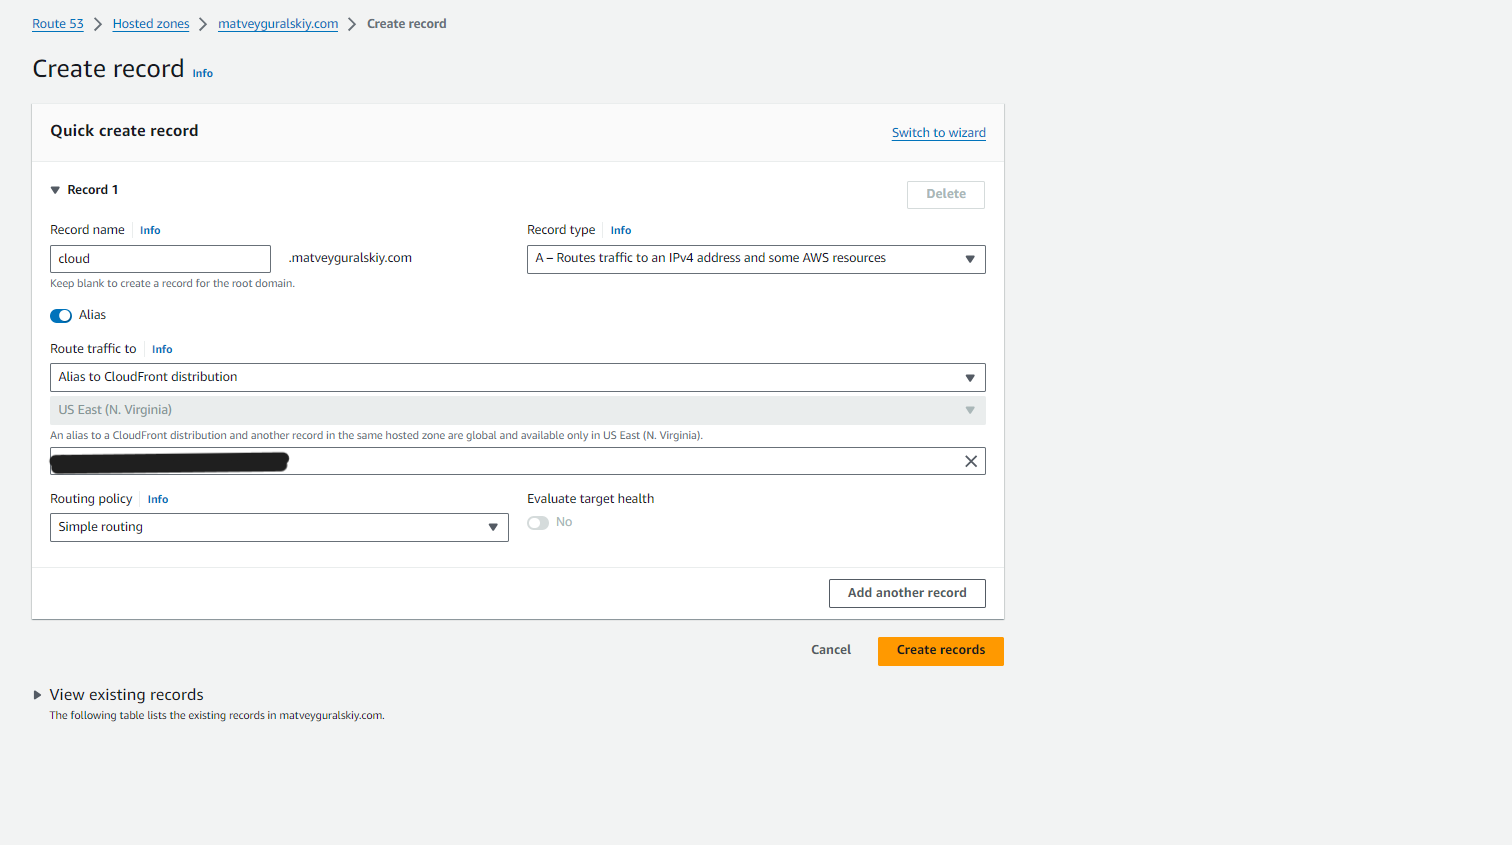 Route 53 > Hosted zones > matveyguralskiy.com > Create record
Create record Info
Quick create record
Switch to wizard
Record 1
Delete
Record name Info
Record type Info
cloud
.matveyguralskiy.com
A – Routes traffic to an IPv4 address and some AWS resources
Keep blank to create a record for the root domain.
Alias
Route traffic to Info
Alias to CloudFront distribution
US East (N. Virginia)
An alias to a CloudFront distribution and another record in the same hosted zone are global and available only in US East (N. Virginia).
Routing policy Info
Evaluate target health
Simple routing
No
Add another record
Cancel
Create records
View existing records
The following table lists the existing records in matveyguralskiy.com.